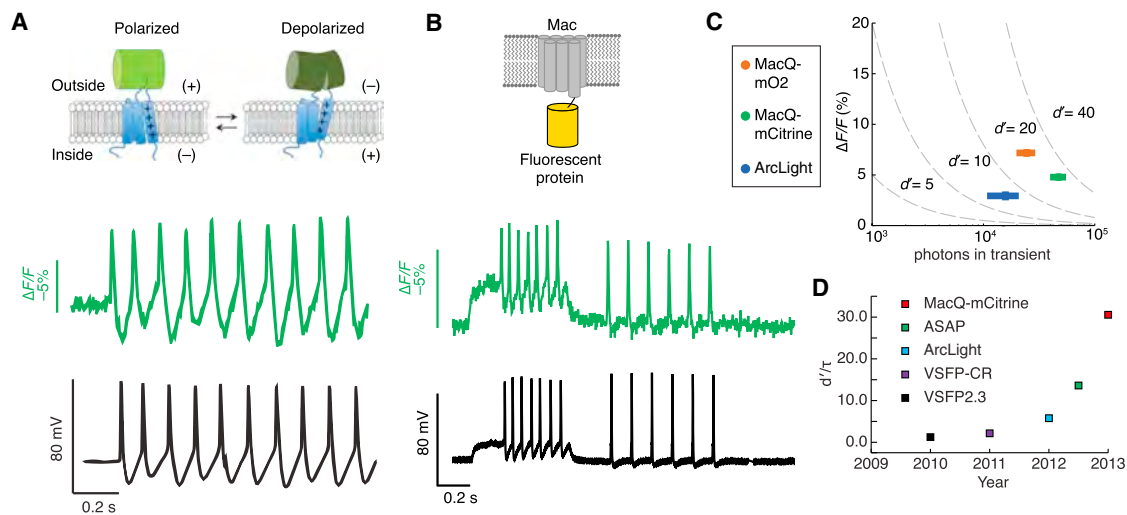 A
Polarized
Depolarized
Outside
(+)
(−)
Inside
(−)
(+)
ΔF/F
−5%
80 mV
0.2 s
B
Mac
Fluorescent
protein
ΔF/F
−5%
80 mV
0.2 s
C
MacQ-
mO2
MacQ-
mCitrine
ArcLight
ΔF/F (%)
20
15
10
5
0
d′= 40
d′= 20
d′= 10
d′= 5
10³
10⁴
10⁵
photons in transient
D
MacQ-mCitrine
ASAP
ArcLight
VSFP-CR
VSFP2.3
d′/τ
30.0
20.0
10.0
0.0
2009
2010
2011
2012
2013
Year